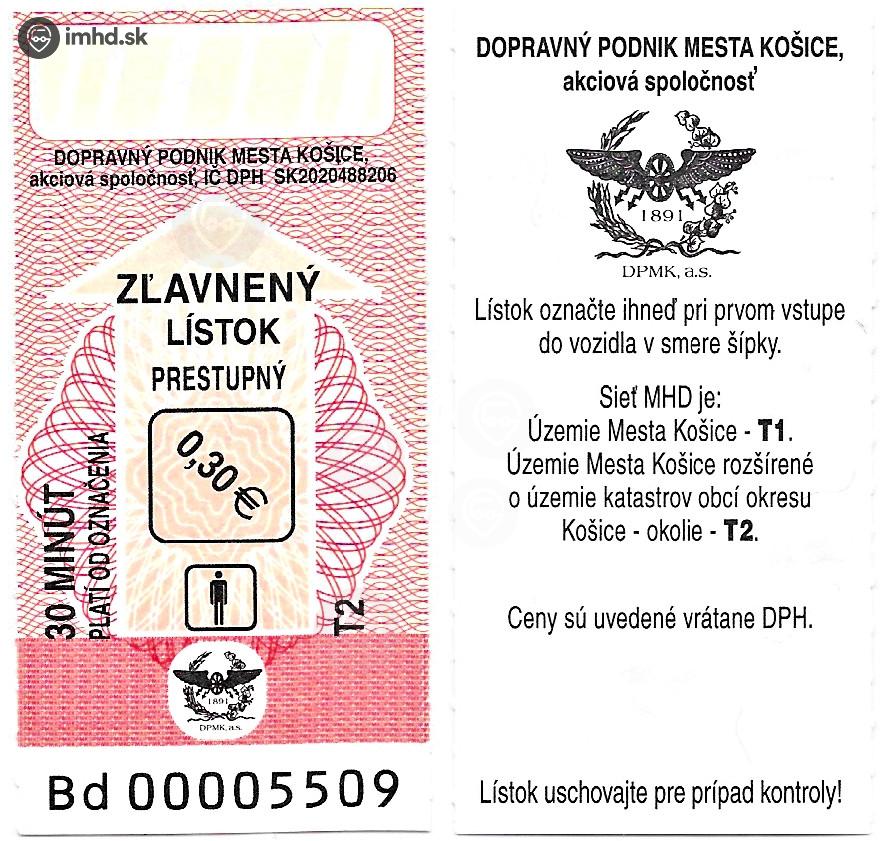 imhd.sk
DOPRAVNÝ PODNIK MESTA KOŠICE,
akciová spoločnosť, IČ DPH SK2020488206
ZĽAVNENÝ
LÍSTOK
PRESTUPNÝ
0,30 €
30 MINÚT
PLATÍ OD OZNAČENIA
T2
1891
DPMK, a.s.
Bd 00005509
DOPRAVNÝ PODNIK MESTA KOŠICE,
akciová spoločnosť
1891
DPMK, a.s.
Lístok označte ihneď pri prvom vstupe
do vozidla v smere šípky.
Sieť MHD je:
Územie Mesta Košice - T1.
Územie Mesta Košice rozšírené
o územie katastrov obcí okresu
Košice - okolie - T2.
Ceny sú uvedené vrátane DPH.
Lístok uschovajte pre prípad kontroly!